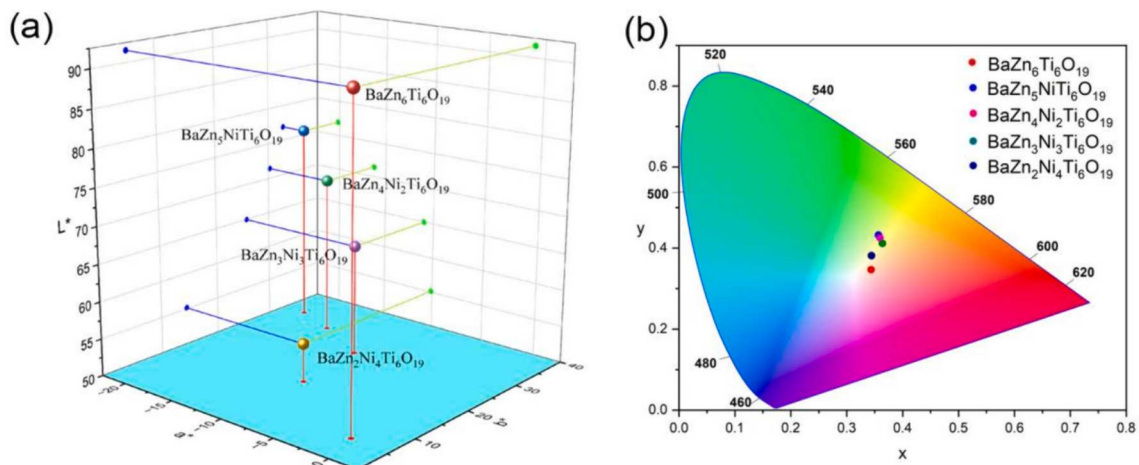 (a)
90
85
80
75
70
65
60
55
50
L*
-20
-15
-10
-5
0
a*
10
20
30
40
b*
BaZn₆Ti₆O₁₉
BaZn₅NiTi₆O₁₉
BaZn₄Ni₂Ti₆O₁₉
BaZn₃Ni₃Ti₆O₁₉
BaZn₂Ni₄Ti₆O₁₉
(b)
y
0.8
0.6
0.4
0.2
0.0
0.0 0.1 0.2 0.3 0.4 0.5 0.6 0.7 0.8
x
520
540
560
580
600
620
500
480
460
BaZn₆Ti₆O₁₉
BaZn₅NiTi₆O₁₉
BaZn₄Ni₂Ti₆O₁₉
BaZn₃Ni₃Ti₆O₁₉
BaZn₂Ni₄Ti₆O₁₉